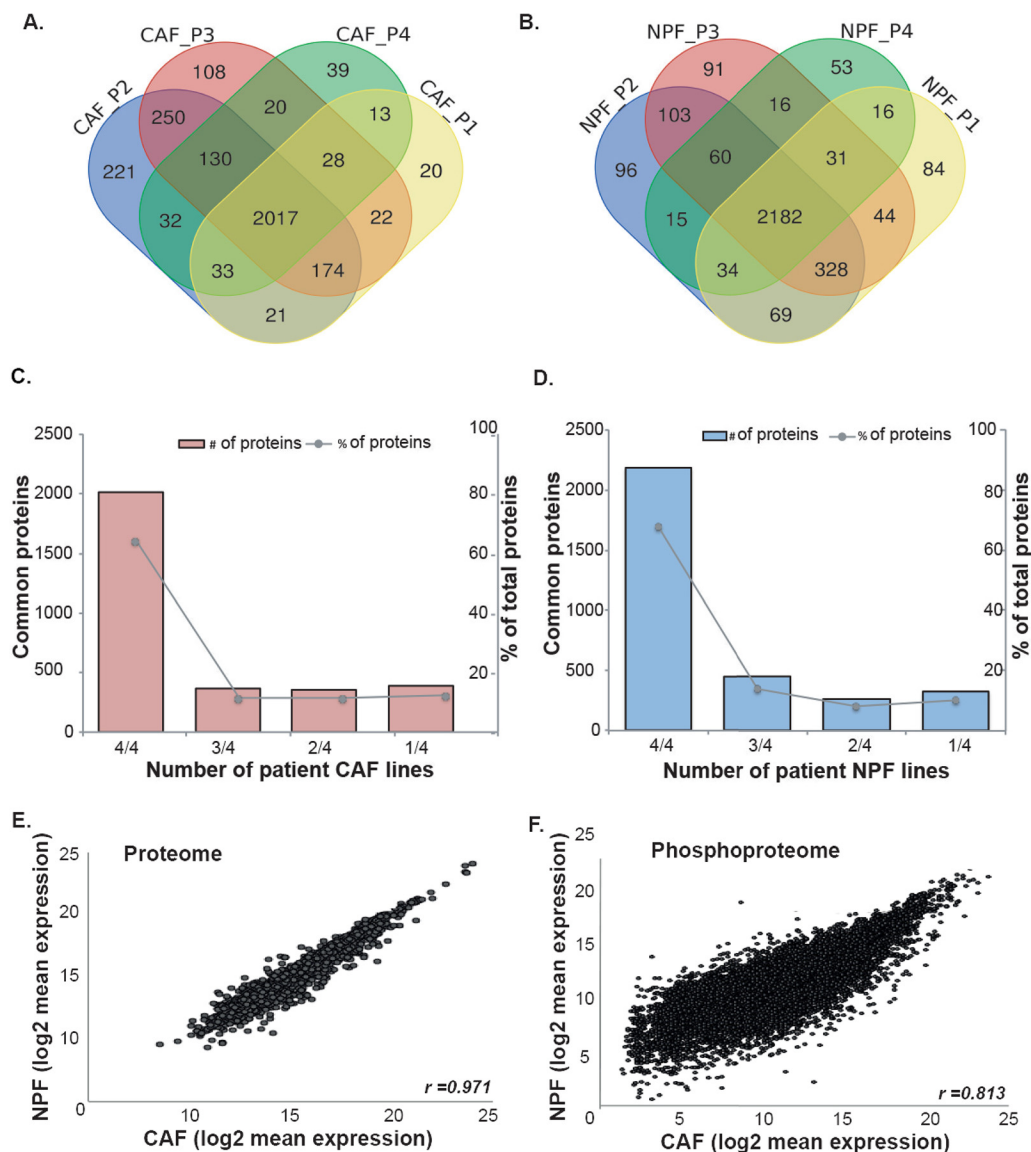 A.
B.
CAF_P3
CAF_P4
CAF_P2
CAF_P1
108
39
250
20
13
221
130
28
20
32
2017
22
33
174
21
NPF_P3
NPF_P4
NPF_P2
NPF_P1
91
53
103
16
16
96
60
31
84
15
2182
44
34
328
69
C.
# of proteins
% of proteins
Common proteins
2500
2000
1500
1000
500
0
100
80
60
40
20
% of total proteins
4/4
3/4
2/4
1/4
Number of patient CAF lines
D.
# of proteins
% of proteins
Common proteins
2500
2000
1500
1000
500
0
100
80
60
40
20
% of total proteins
4/4
3/4
2/4
1/4
Number of patient NPF lines
E.
Proteome
NPF (log2 mean expression)
25
20
15
10
0
10
15
20
25
r =0.971
CAF (log2 mean expression)
F.
Phosphoproteome
NPF (log2 mean expression)
25
20
15
10
5
0
5
10
15
20
25
r =0.813
CAF (log2 mean expression)